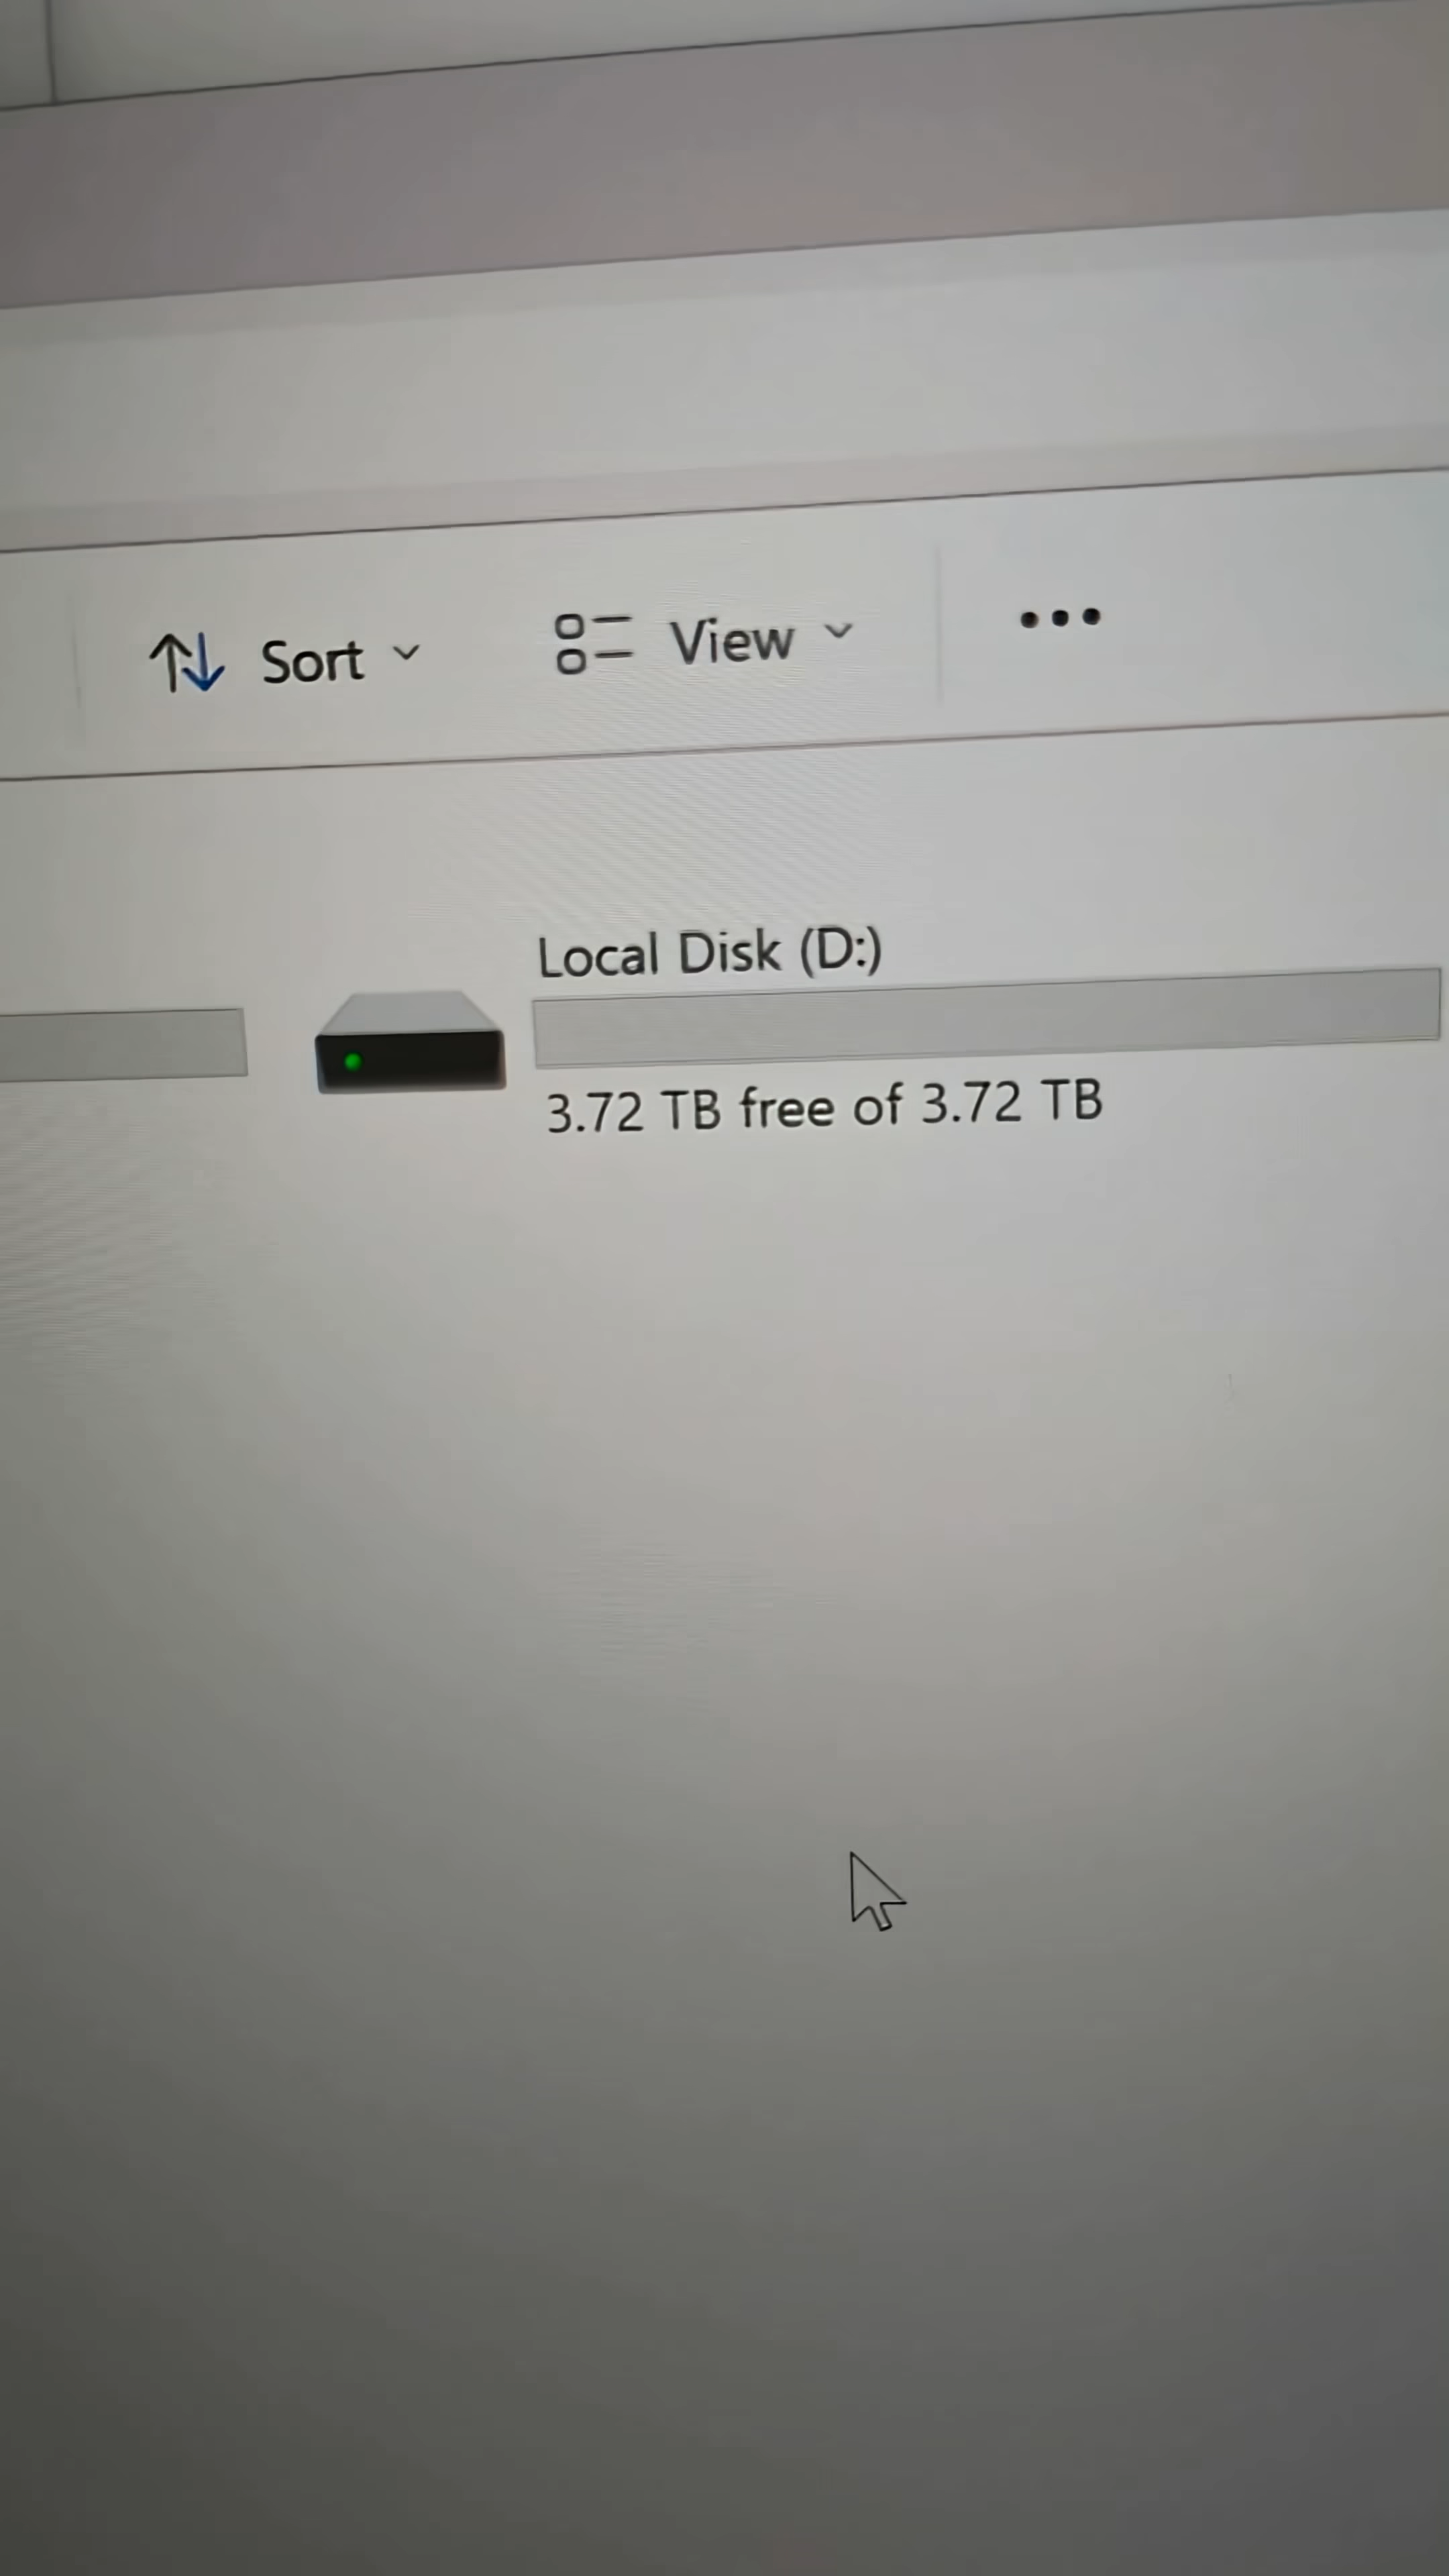 Sort View •••
Local Disk (D:)
3.72 TB free of 3.72 TB